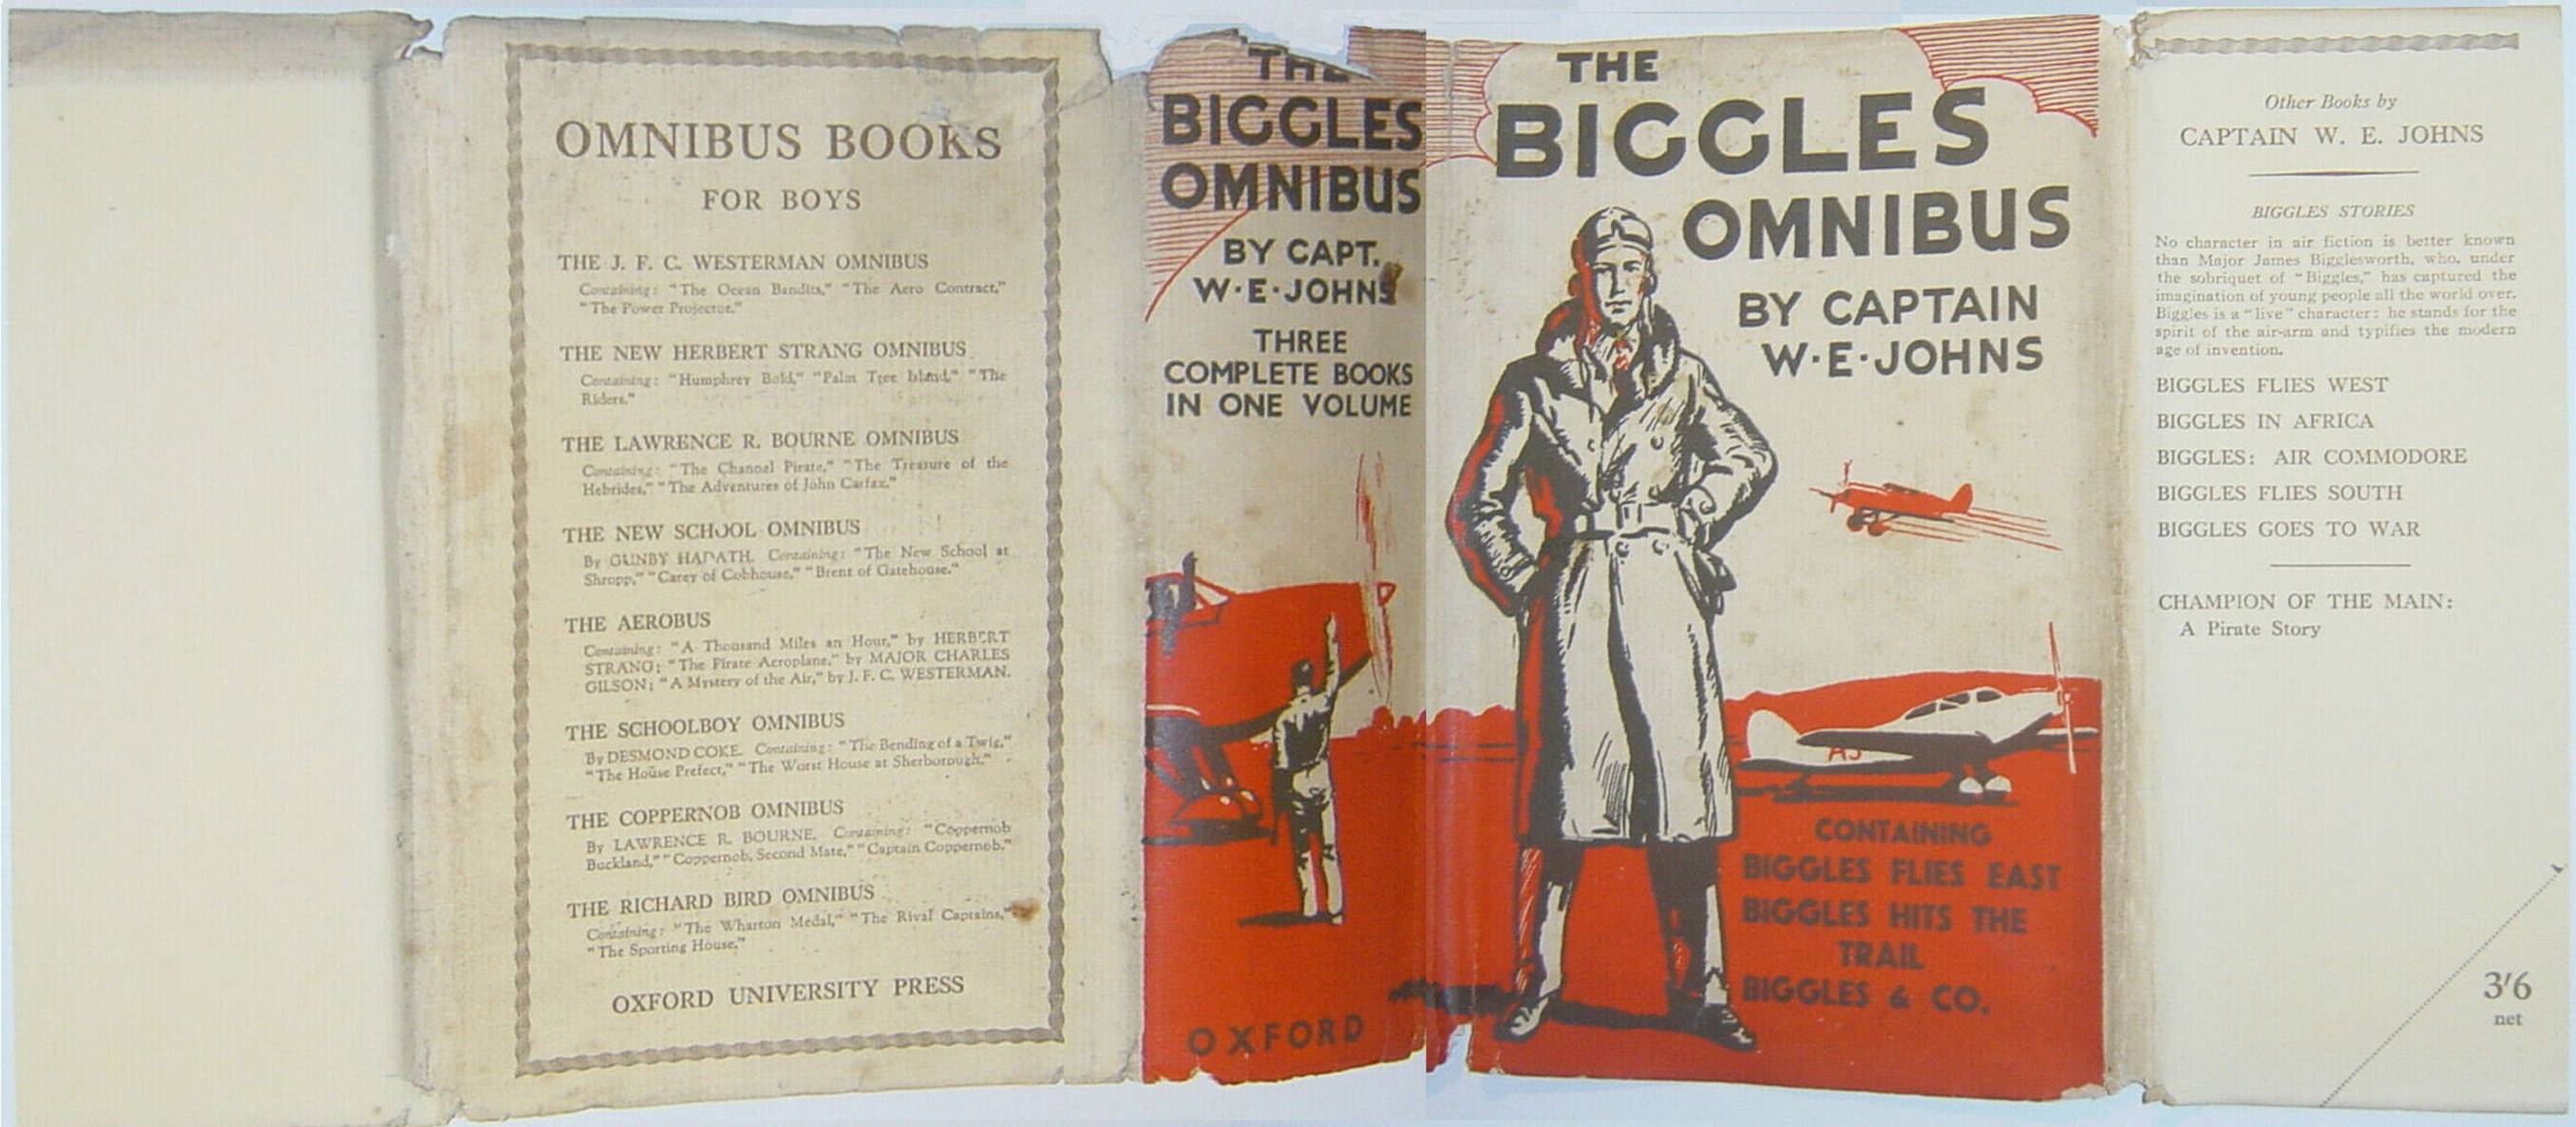 OMNIBUS BOOKS
FOR BOYS
THE J. F. C. WESTERMAN OMNIBUS
Containing: "The Ocean Bandits," "The Aero Contract,"
"The Power Projector."
THE NEW HERBERT STRANG OMNIBUS
Containing: "Humphrey Bold," "Palm Tree Island," "The
Riders."
THE LAWRENCE R. BOURNE OMNIBUS
Containing: "The Channel Pirate," "The Treasure of the
Hebrides," "The Adventures of John Carfax."
THE NEW SCHOOL OMNIBUS
By GUNBY HADATH. Containing: "The New School at
Shropp," "Carey of Cobhouse," "Brent of Gatehouse."
THE AEROBUS
Containing: "A Thousand Miles an Hour," by HERBERT
STRANG; "The Pirate Aeroplane," by MAJOR CHARLES
GILSON; "A Mystery of the Air," by J. F. C. WESTERMAN.
THE SCHOOLBOY OMNIBUS
By DESMOND COKE. Containing: "The Bending of a Twig,"
"The House Prefect," "The Worst House at Sherborough."
THE COPPERNOB OMNIBUS
By LAWRENCE R. BOURNE. Containing: "Coppernob
Buckland," "Coppernob, Second Mate," "Captain Coppernob."
THE RICHARD BIRD OMNIBUS
Containing: "The Wharton Medal," "The Rival Captains,"
"The Sporting House."
OXFORD UNIVERSITY PRESS
THE
BIGGLES
OMNIBUS
BY CAPT.
W·E·JOHNS
THREE
COMPLETE BOOKS
IN ONE VOLUME
OXFORD
THE
BIGGLES
OMNIBUS
BY CAPTAIN
W·E·JOHNS
AJ
CONTAINING
BIGGLES FLIES EAST
BIGGLES HITS THE
TRAIL
BIGGLES & CO.
Other Books by
CAPTAIN W. E. JOHNS
BIGGLES STORIES
No character in air fiction is better known
than Major James Bigglesworth, who, under
the sobriquet of "Biggles," has captured the
imagination of young people all the world over.
Biggles is a "live" character: he stands for the
spirit of the air-arm and typifies the modern
age of invention.
BIGGLES FLIES WEST
BIGGLES IN AFRICA
BIGGLES: AIR COMMODORE
BIGGLES FLIES SOUTH
BIGGLES GOES TO WAR
CHAMPION OF THE MAIN:
A Pirate Story
3'6
net